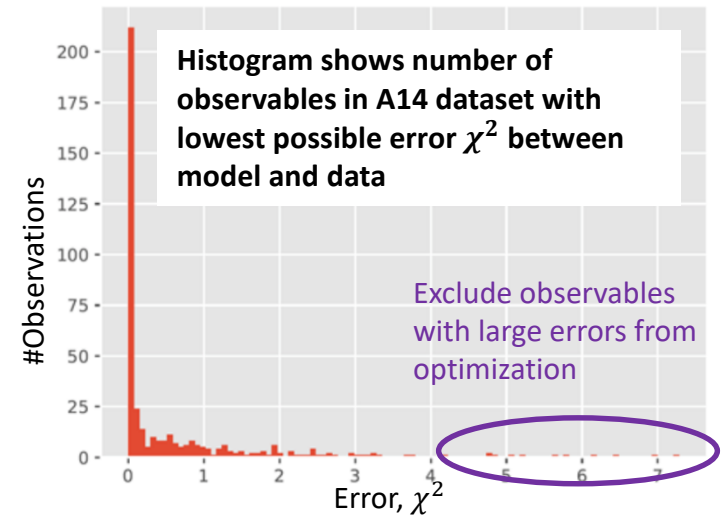 Histogram shows number of
observables in A14 dataset with
lowest possible error χ² between
model and data
Exclude observables
with large errors from
optimization
#Observations
200
175
150
125
100
75
50
25
0
0 1 2 3 4 5 6 7
Error, χ²